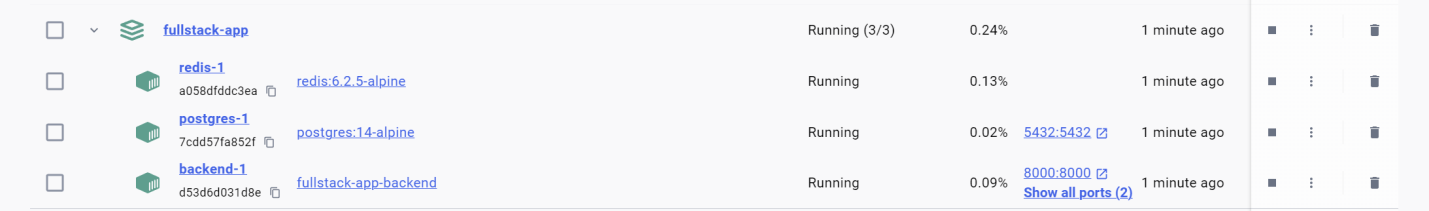 fullstack-app Running (3/3) 0.24% 1 minute ago
redis-1
a058dfddc3ea redis:6.2.5-alpine Running 0.13% 1 minute ago
postgres-1
7cdd57fa852f postgres:14-alpine Running 0.02% 5432:5432 1 minute ago
backend-1
d53d6d031d8e fullstack-app-backend Running 0.09% 8000:8000 1 minute ago
Show all ports (2)